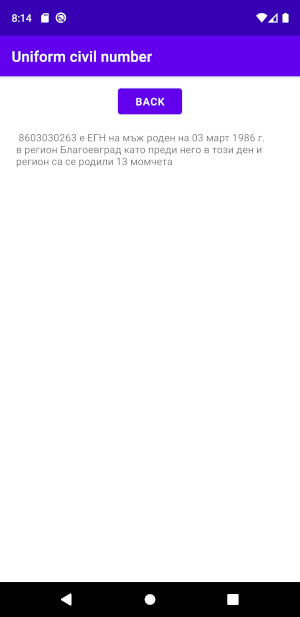 8:14
Uniform civil number
BACK
8603030263 е ЕГН на мъж роден на 03 март 1986 г.
в регион Благоевград като преди него в този ден и
регион са се родили 13 момчета